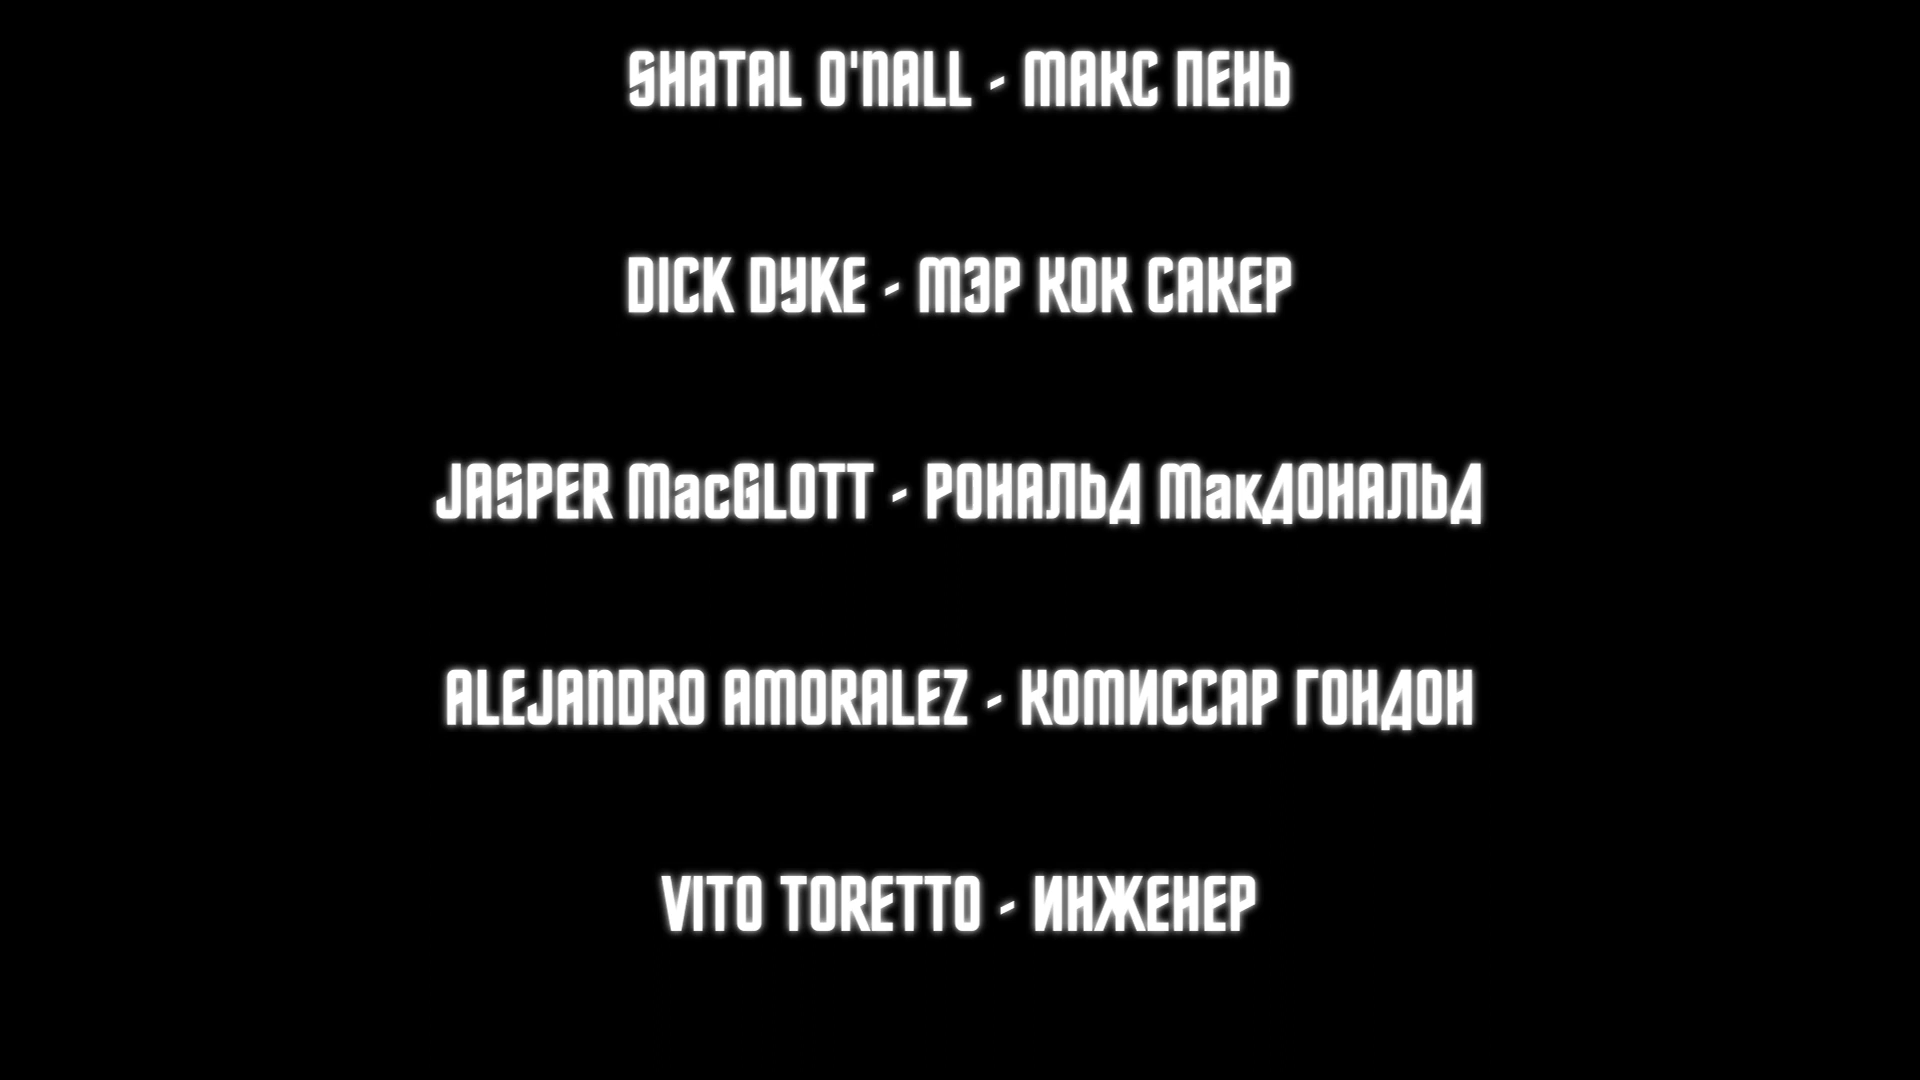 SHATAL O'NALL - МАКС ПЕНЬ
DICK DYKE - МЭР КОК САКЕР
JASPER MacGLOTT - РОНАЛЬД МакДОНАЛЬД
ALEJANDRO AMORALEZ - КОМИССАР ГОНДОН
VITO TORETTO - ИНЖЕНЕР